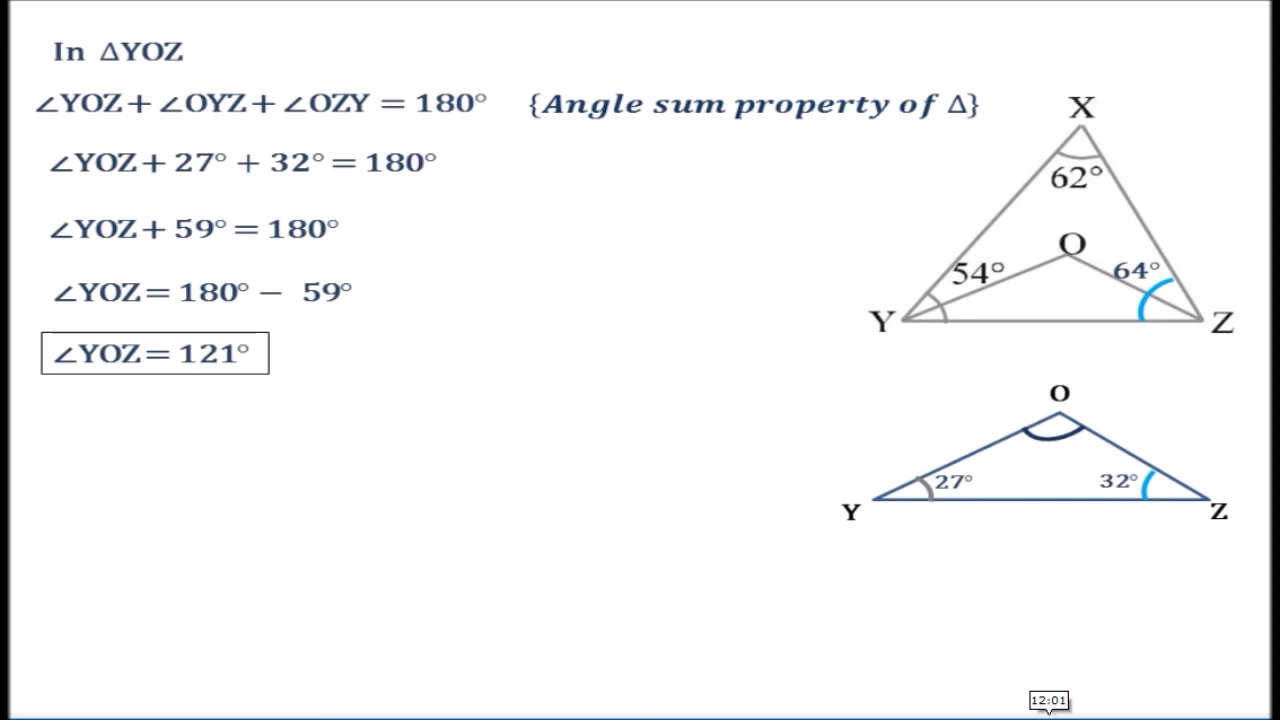 In ΔYOZ
∠YOZ + ∠OYZ + ∠OZY = 180° {Angle sum property of Δ}
∠YOZ + 27° + 32° = 180°
∠YOZ + 59° = 180°
∠YOZ = 180° − 59°
∠YOZ = 121°
X
62°
O
54°
64°
Y
Z
O
27°
32°
Y
Z
12:01